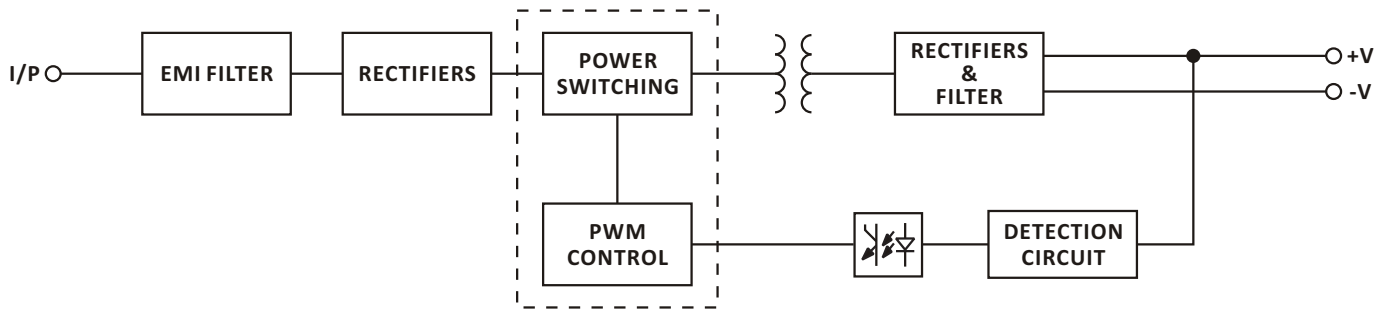 I/P
EMI FILTER
RECTIFIERS
POWER
SWITCHING
RECTIFIERS
&
FILTER
+V
-V
PWM
CONTROL
DETECTION
CIRCUIT